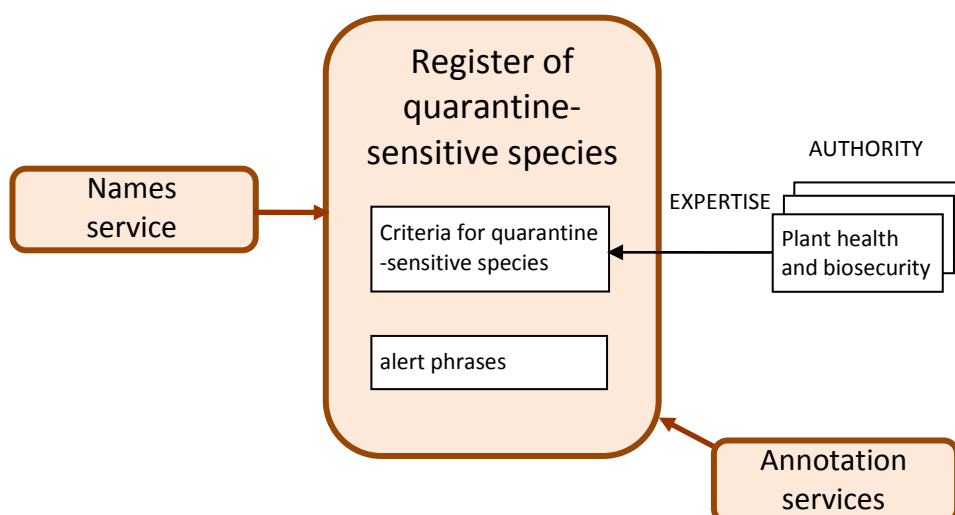 Register of
quarantine-
sensitive species
Names
service
AUTHORITY
EXPERTISE
Criteria for quarantine
-sensitive species
Plant health
and biosecurity
alert phrases
Annotation
services